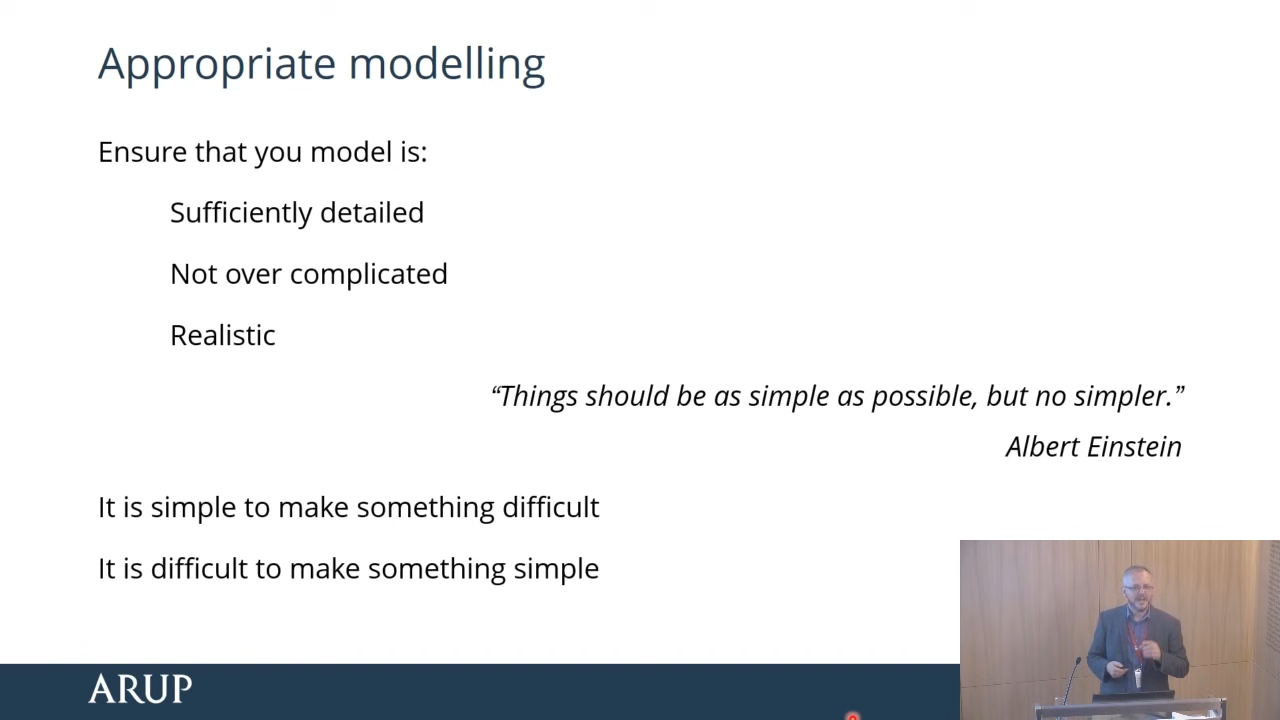 Appropriate modelling
Ensure that you model is:
Sufficiently detailed
Not over complicated
Realistic
“Things should be as simple as possible, but no simpler.”
Albert Einstein
It is simple to make something difficult
It is difficult to make something simple
ARUP